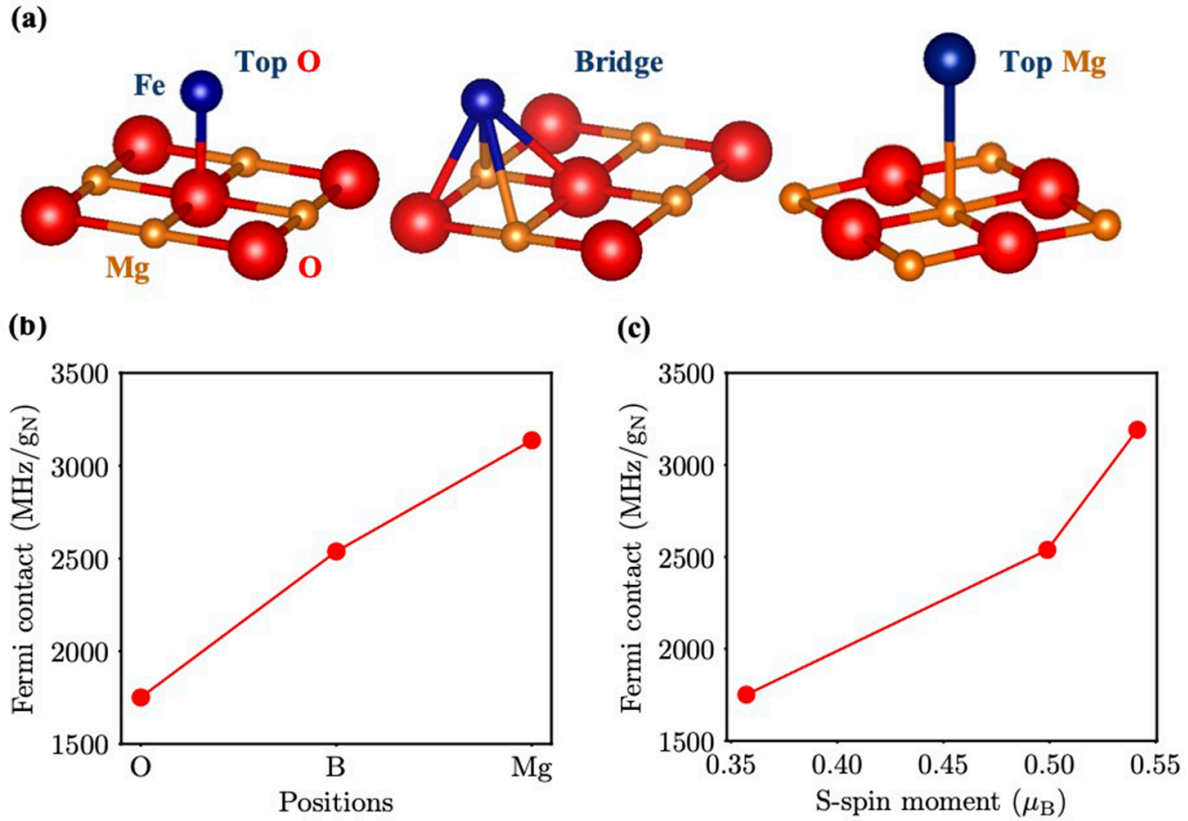 (a)
Fe
Top O
Bridge
Top Mg
Mg
O
(b)
3500
3000
2500
2000
1500
Fermi contact (MHz/gN)
O
B
Mg
Positions
(c)
3500
3000
2500
2000
1500
Fermi contact (MHz/gN)
0.35
0.40
0.45
0.50
0.55
S-spin moment (μB)